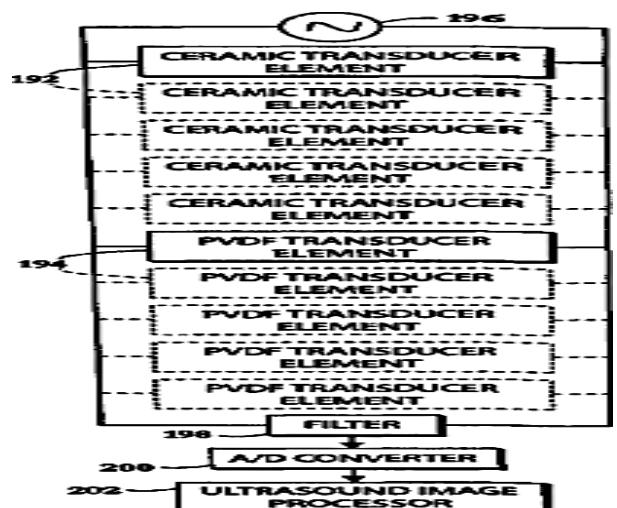 196
CERAMIC TRANSDUCER
ELEMENT
192
CERAMIC TRANSDUCER
ELEMENT
CERAMIC TRANSDUCER
ELEMENT
CERAMIC TRANSDUCER
ELEMENT
CERAMIC TRANSDUCER
ELEMENT
PVDF TRANSDUCER
ELEMENT
194
PVDF TRANSDUCER
ELEMENT
PVDF TRANSDUCER
ELEMENT
PVDF TRANSDUCER
ELEMENT
PVDF TRANSDUCER
ELEMENT
FILTER
198
A/D CONVERTER
200
202
ULTRASOUND IMAGE
PROCESSOR